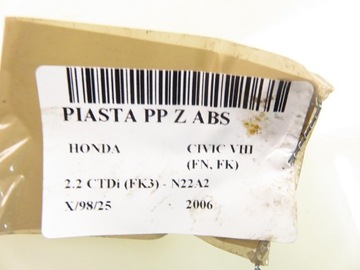 PIASTA PP Z ABS
HONDA CIVIC VIII
(FN, FK)
2.2 CTDi (FK3) - N22A2
X/98/25 2006